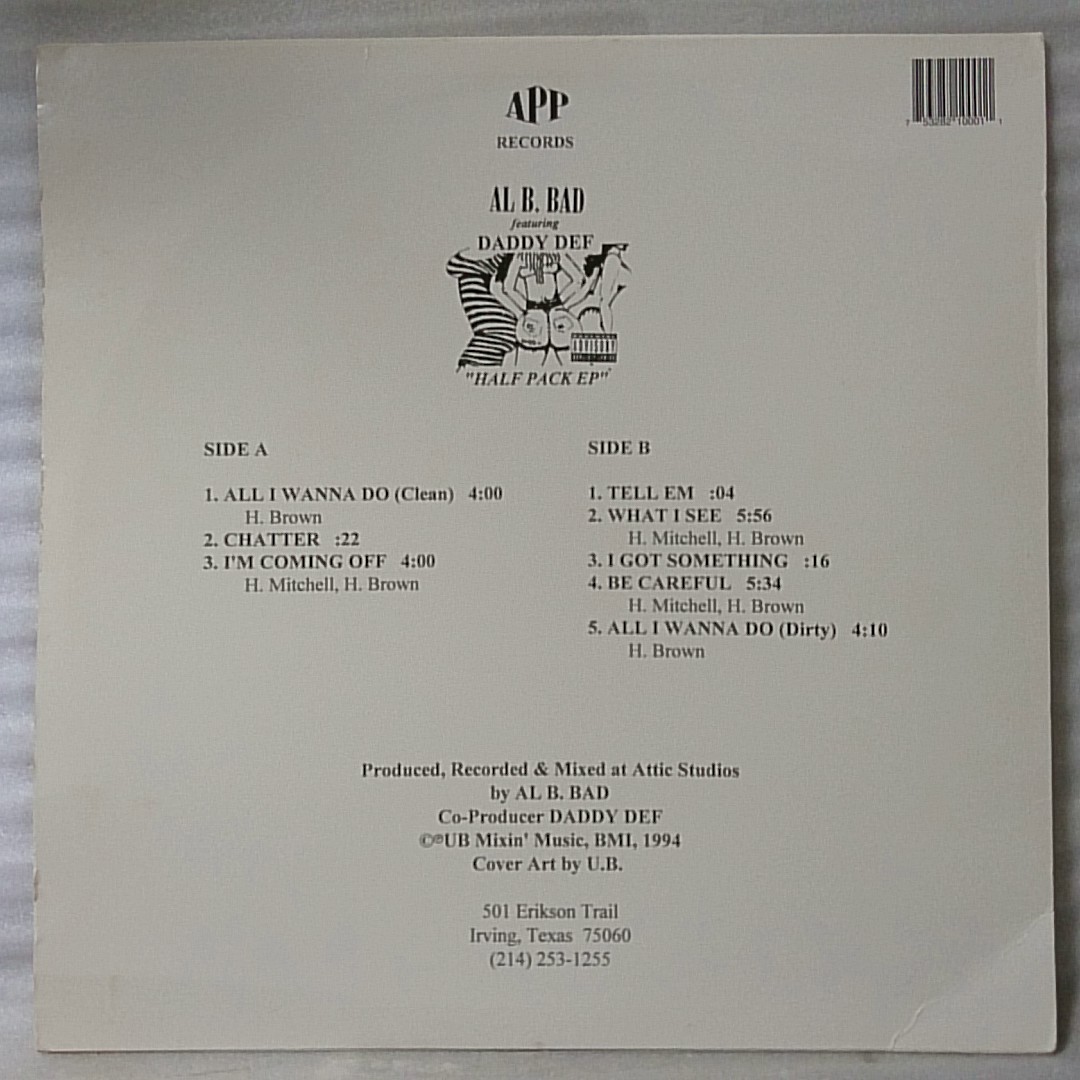 APP
RECORDS
AL B. BAD
featuring
DADDY DEF
ADVISORY
"HALF PACK EP"
SIDE A
1. ALL I WANNA DO (Clean) 4:00
H. Brown
2. CHATTER :22
3. I'M COMING OFF 4:00
H. Mitchell, H. Brown
SIDE B
1. TELL EM :04
2. WHAT I SEE 5:56
H. Mitchell, H. Brown
3. I GOT SOMETHING :16
4. BE CAREFUL 5:34
H. Mitchell, H. Brown
5. ALL I WANNA DO (Dirty) 4:10
H. Brown
Produced, Recorded & Mixed at Attic Studios
by AL B. BAD
Co-Producer DADDY DEF
©℗UB Mixin' Music, BMI, 1994
Cover Art by U.B.
501 Erikson Trail
Irving, Texas 75060
(214) 253-1255